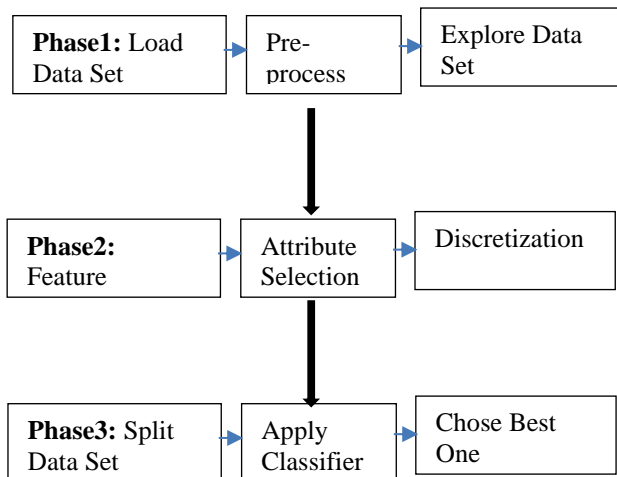 Phase1: Load
Data Set
Pre-
process
Explore Data
Set
Phase2:
Feature
Attribute
Selection
Discretization
Phase3: Split
Data Set
Apply
Classifier
Chose Best
One